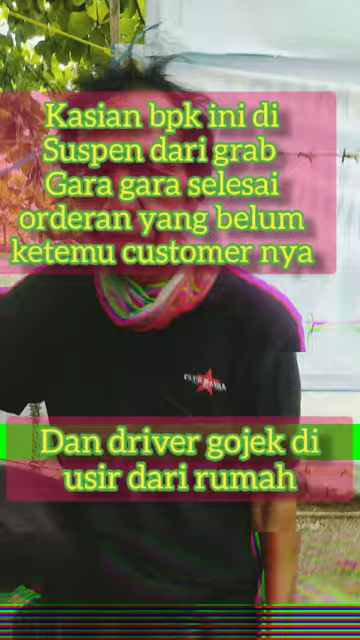 Kasian bpk ini di
Suspen dari grab
Gara gara selesai
orderan yang belum
ketemu customer nya
Dan driver gojek di
usir dari rumah